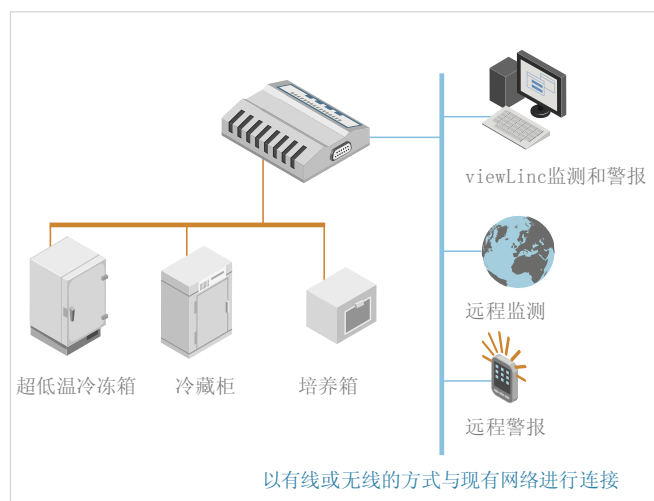 viewLinc监测和警报
远程监测
超低温冷冻箱
冷藏柜
培养箱
远程警报
以有线或无线的方式与现有网络进行连接